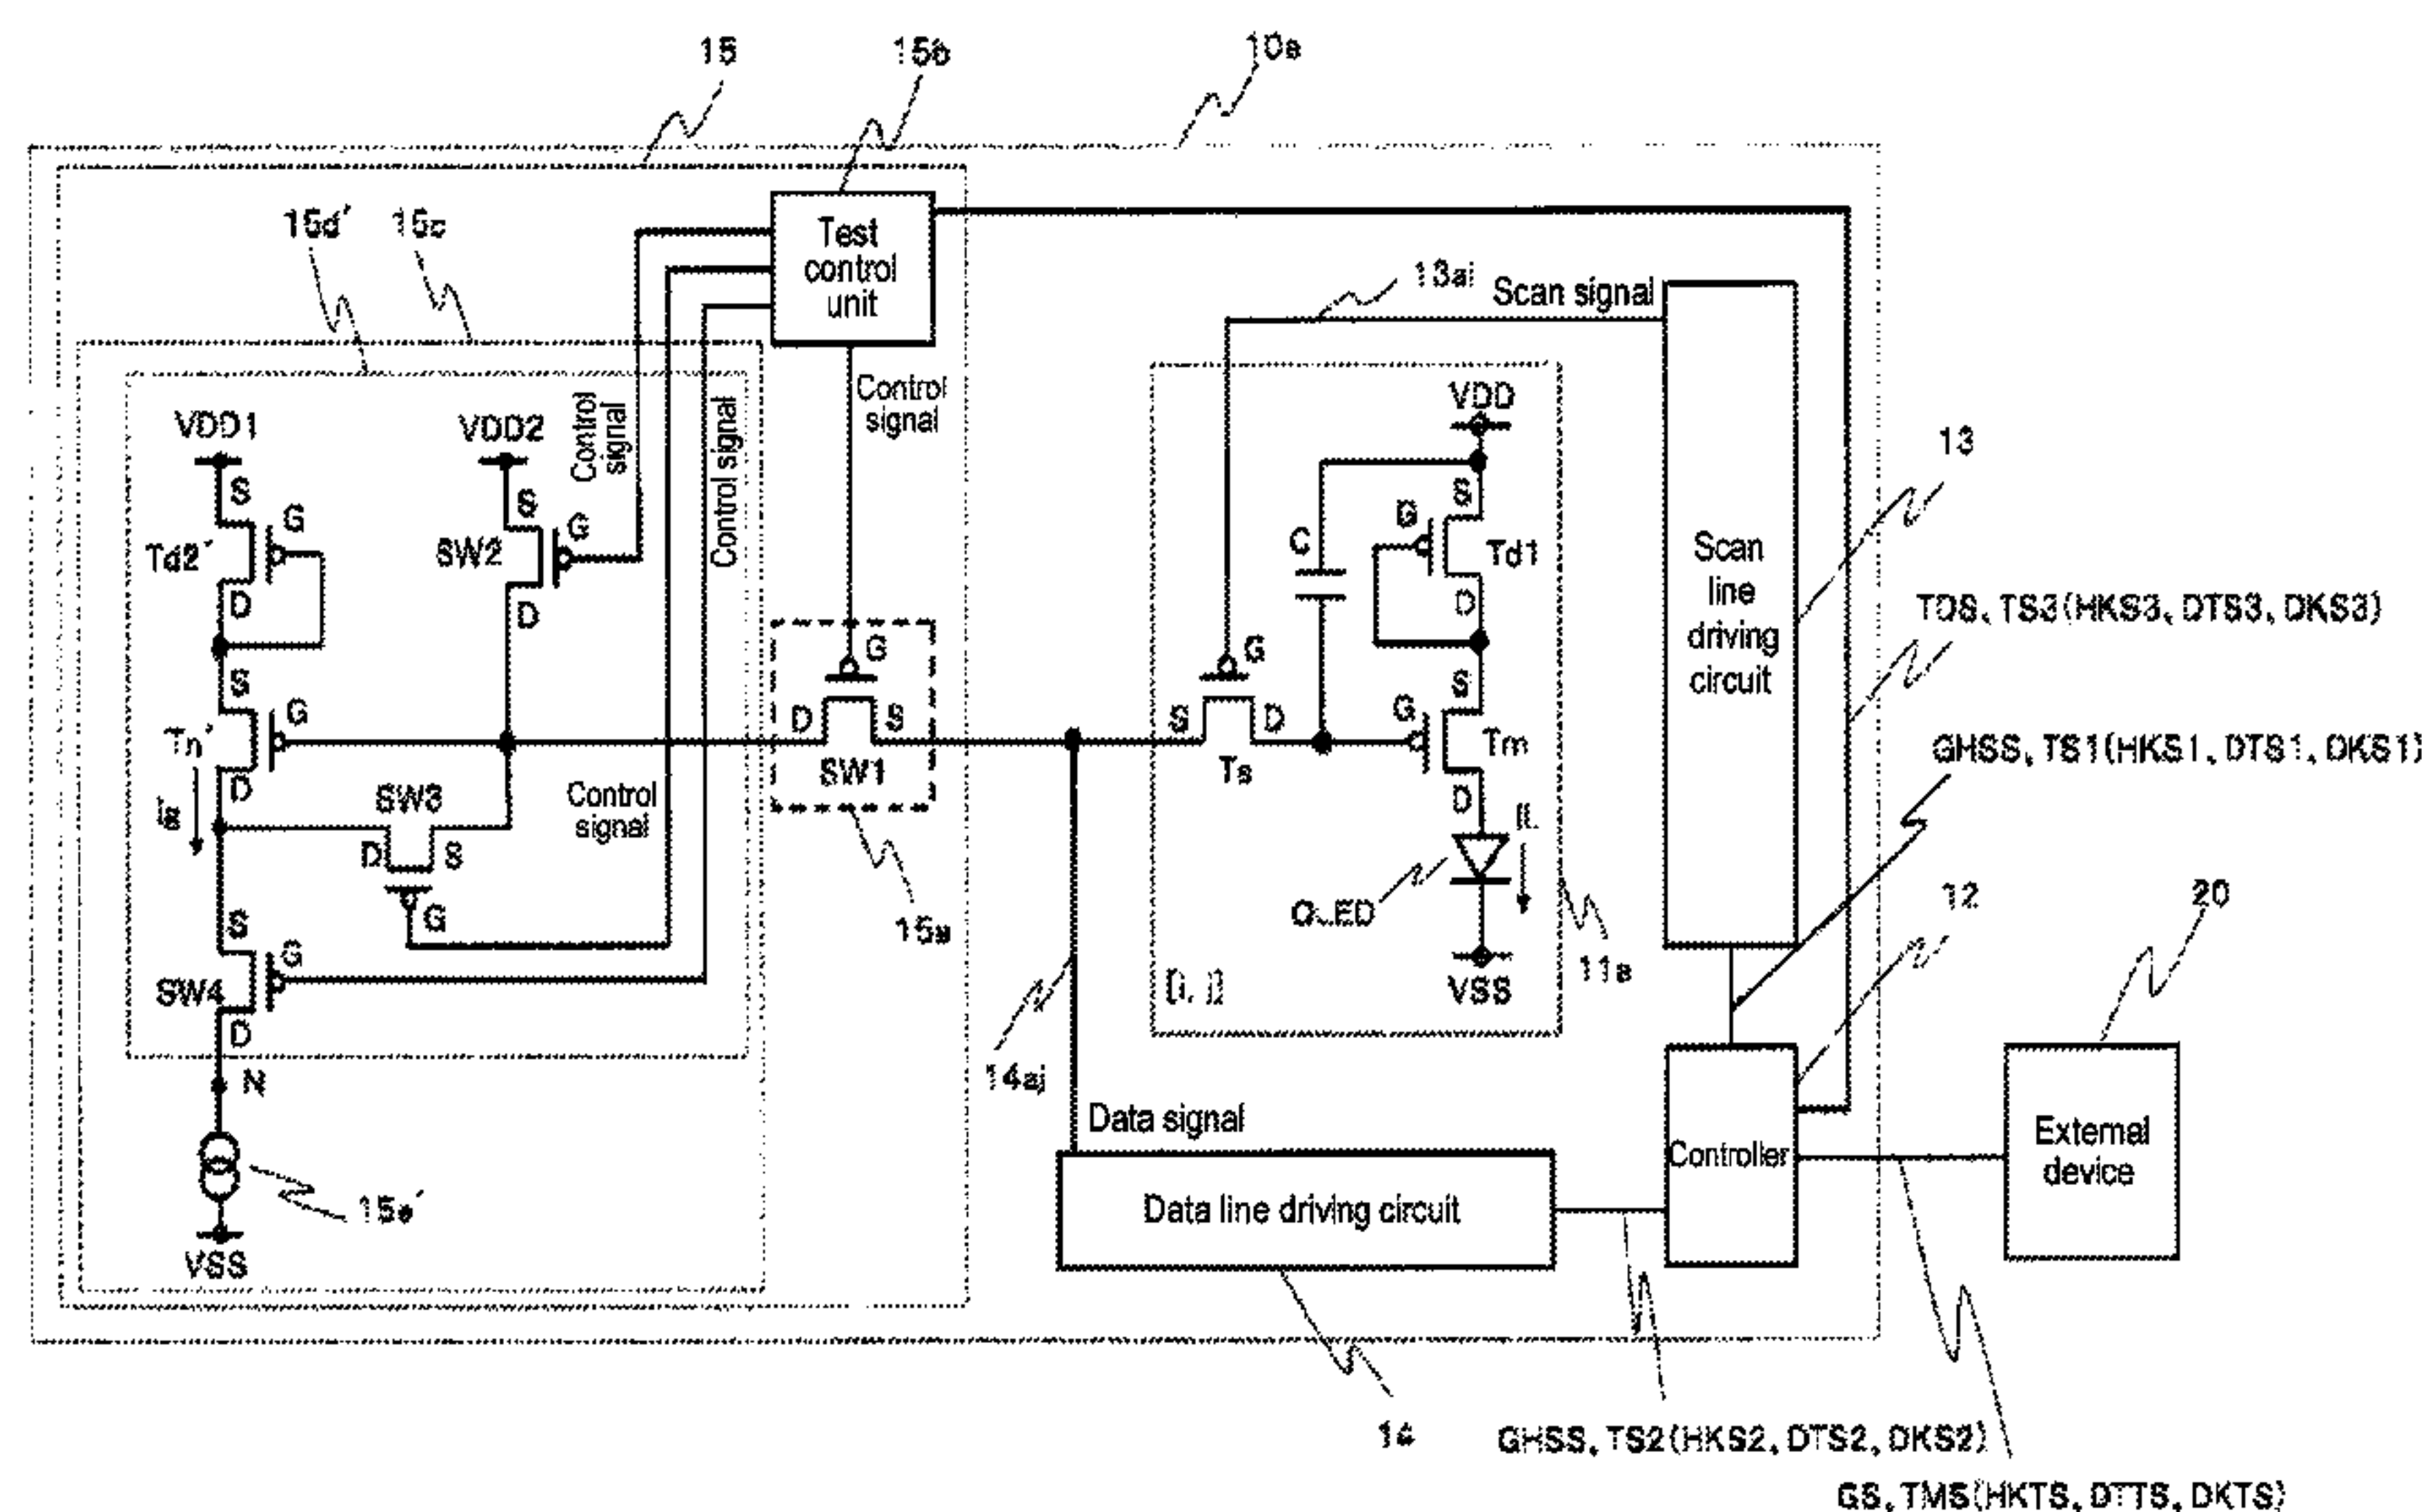 15
15b
10a
15d´
15c
Test
control
unit
13ai
Scan signal
Control
signal
Control
signal
Control signal
VDD1
VDD2
VDD
13
S
G
S
G
S
G
C
Td2´
SW2
Td1
D
D
D
Scan
line
driving
circuit
TDS, TS3(HKS3, DTS3, DKS3)
G
G
S
S
Tn´
G
D
S
SW1
S
D
Ts
G
Tm
GHSS, TS1(HKS1, DTS1, DKS1)
D
SW3
Control
signal
D
S
D
IL
G
15a
OLED
12
20
S
G
SW4
D
[i, j]
VSS
11a
N
14aj
Data signal
Controller
External
device
15e´
Data line driving circuit
VSS
14
GHSS, TS2(HKS2, DTS2, DKS2)
GS, TMS(HKTS, DTTS, DKTS)